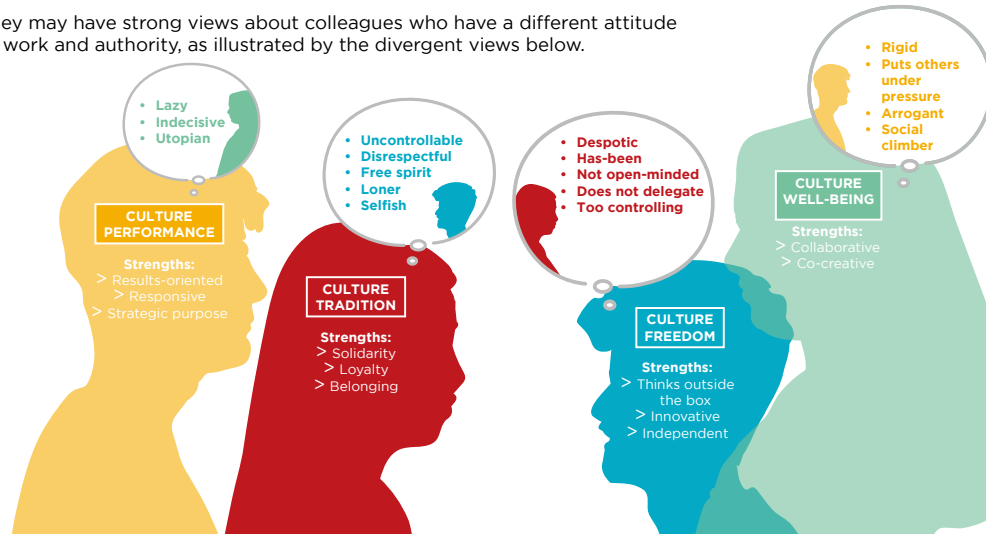 ey may have strong views about colleagues who have a different attitude
work and authority, as illustrated by the divergent views below.
• Lazy
• Indecisive
• Utopian
CULTURE
PERFORMANCE
Strengths:
> Results-oriented
> Responsive
> Strategic purpose
• Uncontrollable
• Disrespectful
• Free spirit
• Loner
• Selfish
CULTURE
TRADITION
Strengths:
> Solidarity
> Loyalty
> Belonging
• Despotic
• Has-been
• Not open-minded
• Does not delegate
• Too controlling
CULTURE
FREEDOM
Strengths:
> Thinks outside
the box
> Innovative
> Independent
• Rigid
• Puts others
under
pressure
• Arrogant
• Social
climber
CULTURE
WELL-BEING
Strengths:
> Collaborative
> Co-creative